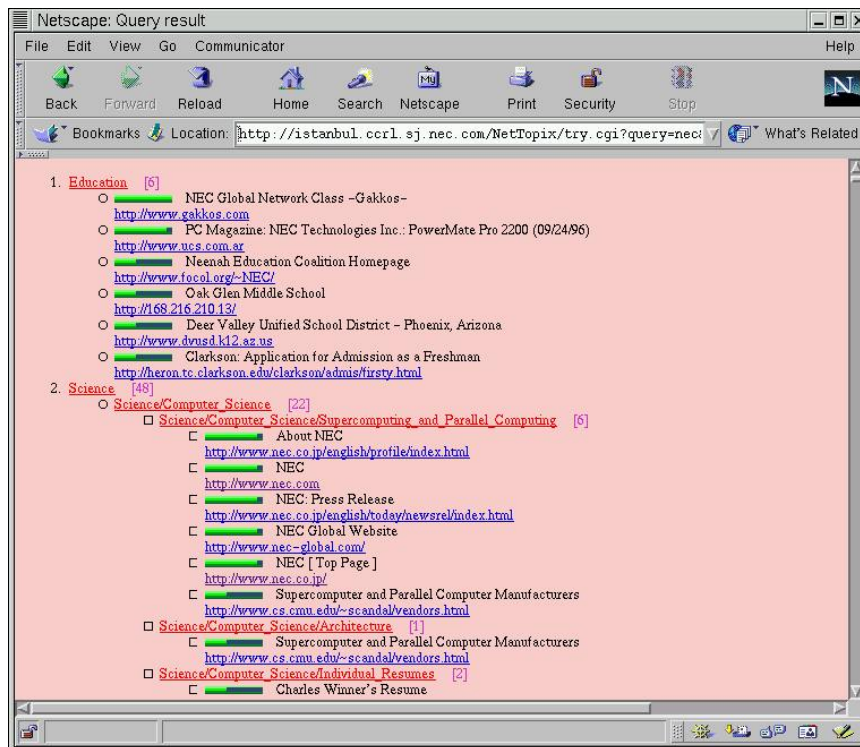 Netscape: Query result
File Edit View Go Communicator Help
My N
Back Forward Reload Home Search Netscape Print Security Stop
Bookmarks Location: http://istanbul.ccrl.sj.nec.com/NetTopix/try.cgi?query=nec& What's Related
1. Education [6]
NEC Global Network Class -Gakkos-
http://www.gakkos.com
PC Magazine: NEC Technologies Inc.: PowerMate Pro 2200 (09/24/96)
http://www.ucs.com.ar
Neenah Education Coalition Homepage
http://www.focol.org/~NEC/
Oak Glen Middle School
http://168.216.210.13/
Deer Valley Unified School District - Phoenix, Arizona
http://www.dvusd.k12.az.us
Clarkson: Application for Admission as a Freshman
http://heron.tc.clarkson.edu/clarkson/admis/firsty.html
2. Science [48]
Science/Computer_Science [22]
Science/Computer_Science/Supercomputing_and_Parallel_Computing [6]
About NEC
http://www.nec.co.jp/english/profile/index.html
NEC
http://www.nec.com
NEC: Press Release
http://www.nec.co.jp/english/today/newsrel/index.html
NEC Global Website
http://www.nec-global.com/
NEC [ Top Page ]
http://www.nec.co.jp/
Supercomputer and Parallel Computer Manufacturers
http://www.cs.cmu.edu/~scandal/vendors.html
Science/Computer_Science/Architecture [1]
Supercomputer and Parallel Computer Manufacturers
http://www.cs.cmu.edu/~scandal/vendors.html
Science/Computer_Science/Individual_Resumes [2]
Charles Winner's Resume